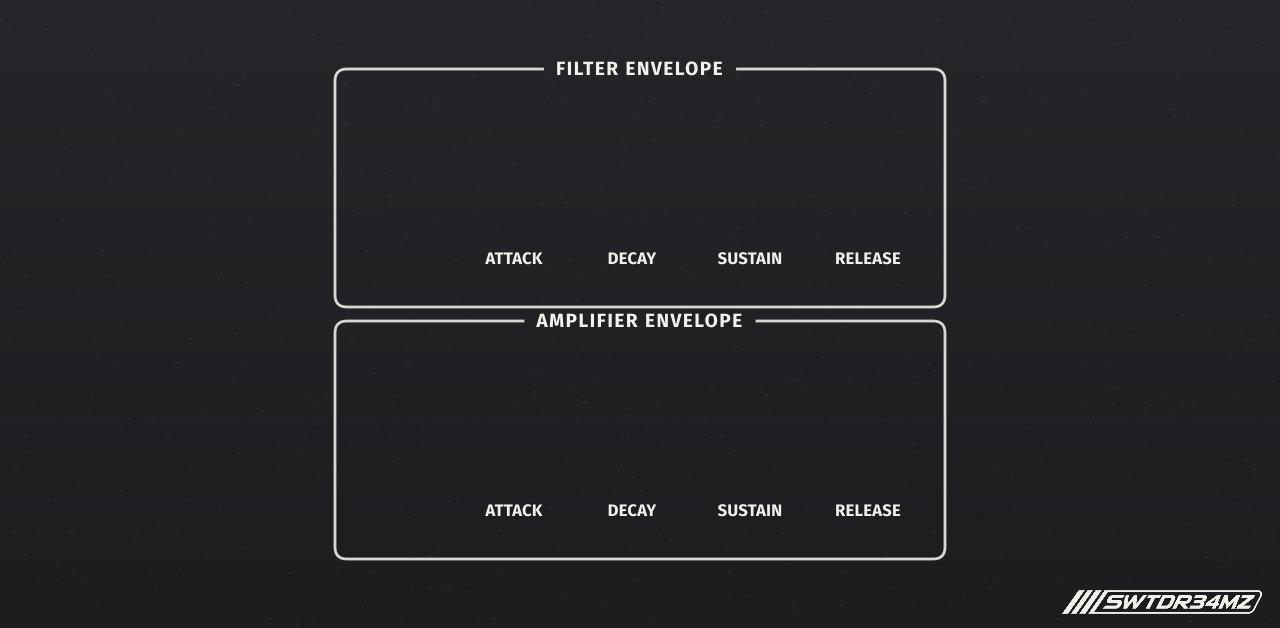 FILTER ENVELOPE
ATTACK DECAY SUSTAIN RELEASE
AMPLIFIER ENVELOPE
ATTACK DECAY SUSTAIN RELEASE
SWTDR34MZ